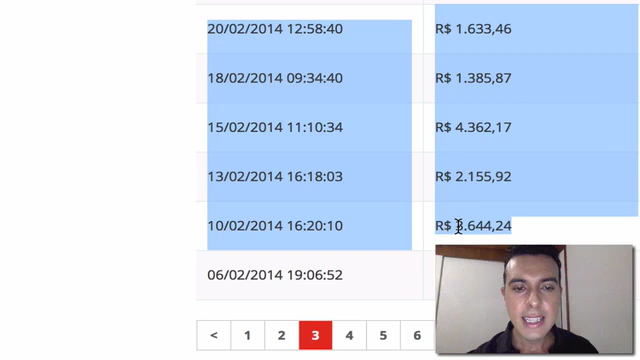 20/02/2014 12:58:40 R$ 1.633,46
18/02/2014 09:34:40 R$ 1.385,87
15/02/2014 11:10:34 R$ 4.362,17
13/02/2014 16:18:03 R$ 2.155,92
10/02/2014 16:20:10 R$
06/02/2014 19:06:52
< 1 2 3 4 5 6